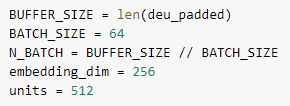 BUFFER_SIZE = len(deu_padded)
BATCH_SIZE = 64
N_BATCH = BUFFER_SIZE // BATCH_SIZE
embedding_dim = 256
units = 512